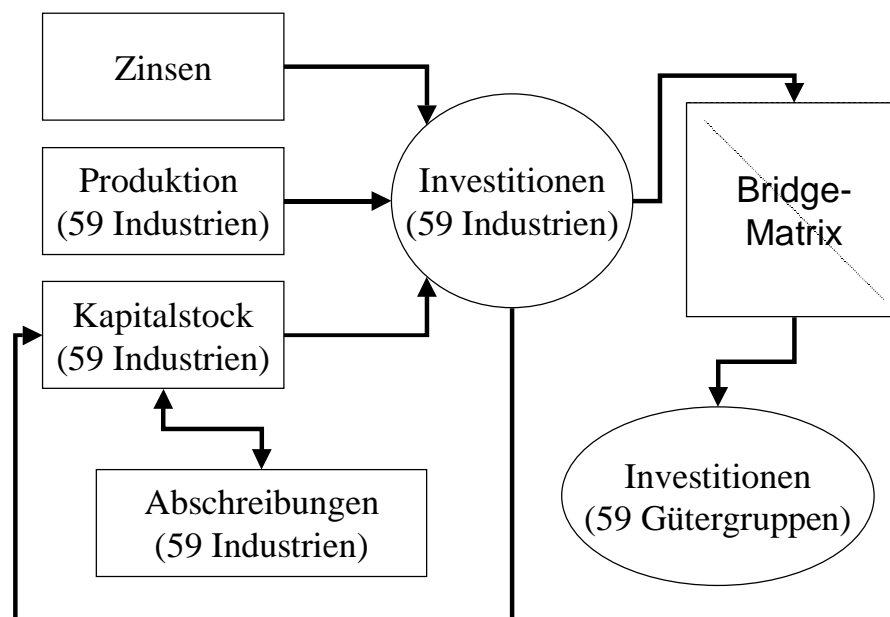 Zinsen
Produktion
(59 Industrien)
Kapitalstock
(59 Industrien)
Abschreibungen
(59 Industrien)
Investitionen
(59 Industrien)
Bridge-
Matrix
Investitionen
(59 Gütergruppen)